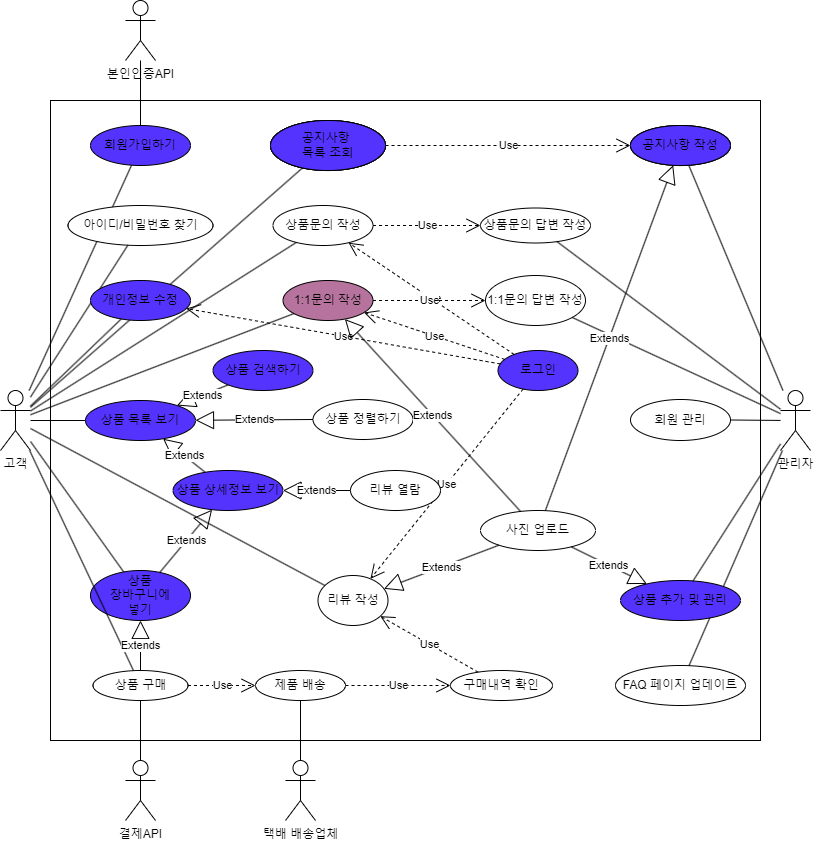 본인인증API
회원가입하기
공지사항
목록 조회
Use
공지사항 작성
아이디/비밀번호 찾기
상품문의 작성
Use
상품문의 답변 작성
개인정보 수정
1:1문의 작성
Use
1:1문의 답변 작성
Use
Use
Extends
상품 검색하기
로그인
Extends
고객
상품 목록 보기
Extends
상품 정렬하기
Extends
회원 관리
관리자
Extends
상품 상세정보 보기
Extends
리뷰 열람
Use
사진 업로드
Extends
Extends
Extends
상품
장바구니에
넣기
리뷰 작성
상품 추가 및 관리
Extends
Use
상품 구매
Use
제품 배송
Use
구매내역 확인
FAQ 페이지 업데이트
결제API
택배 배송업체